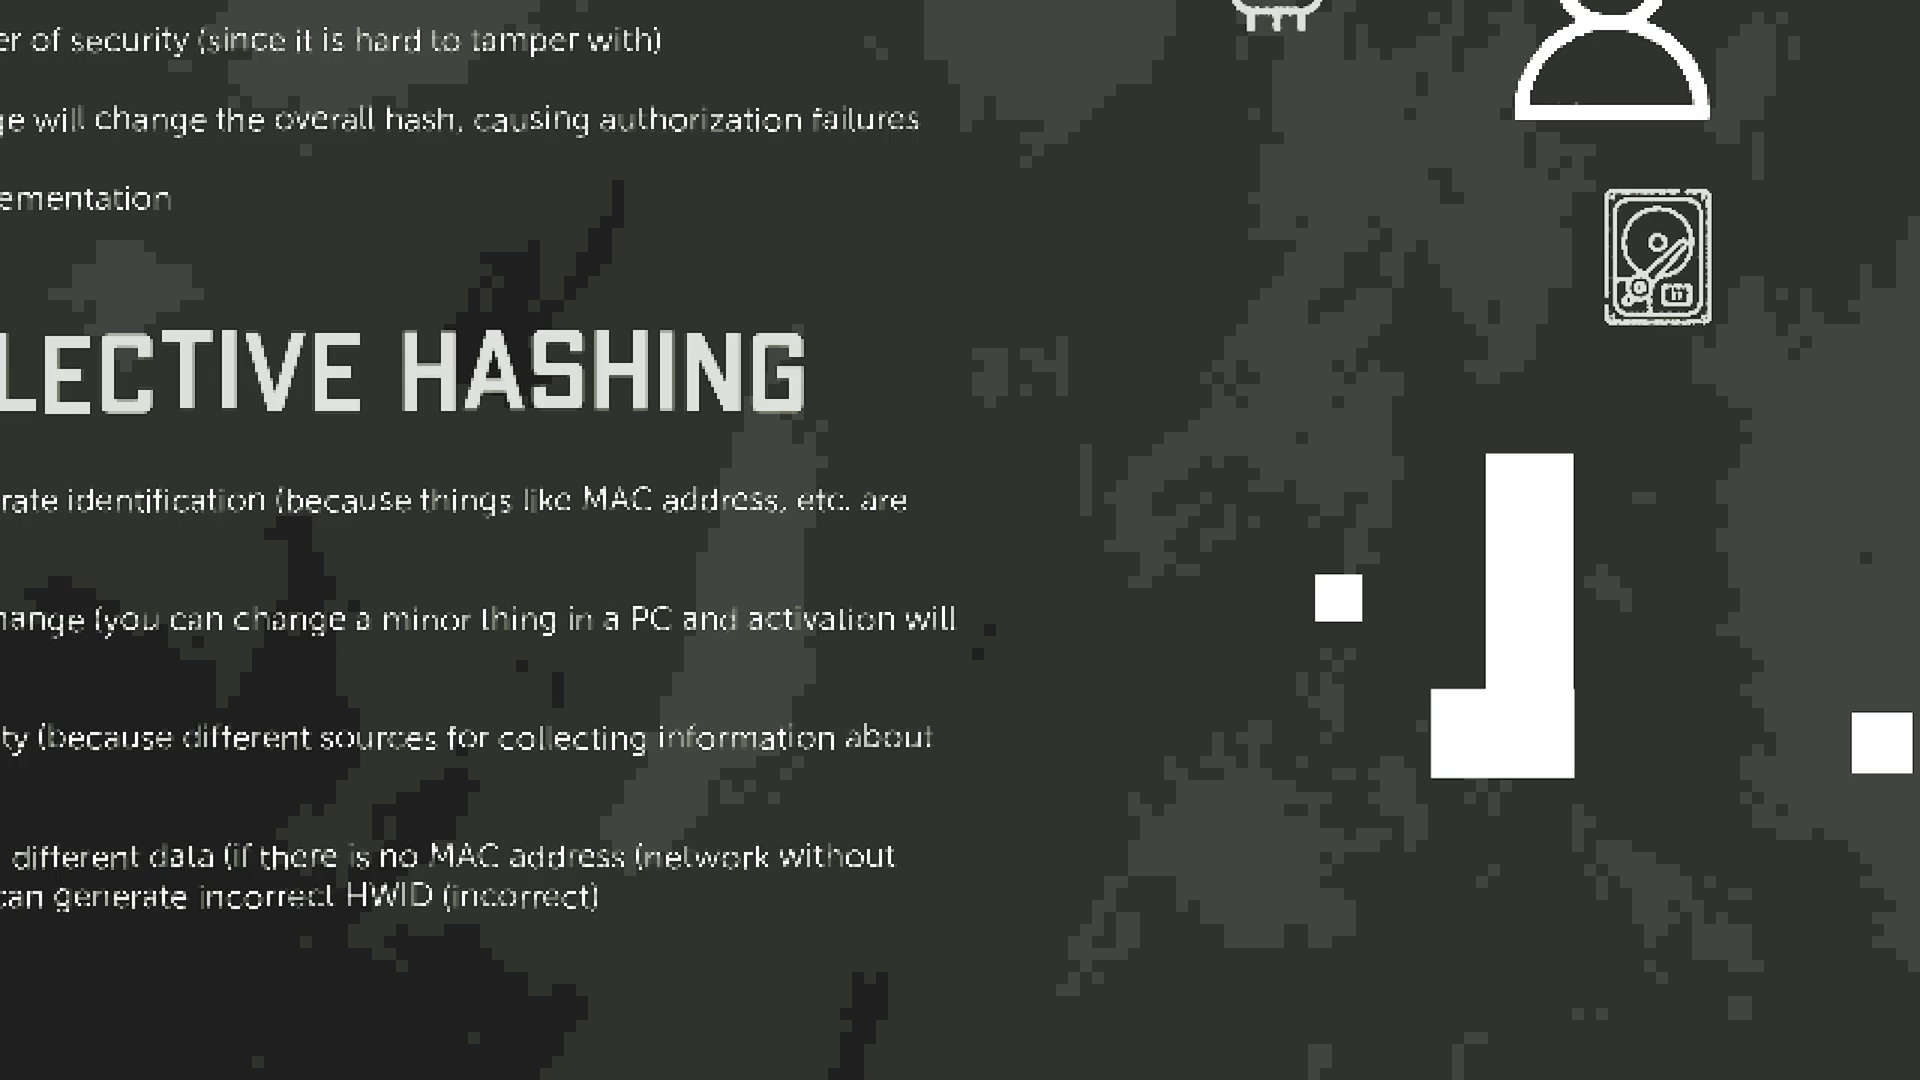 er of security (since it is hard to tamper with)
ge will change the overall hash, causing authorization failures
ementation
LECTIVE HASHING
rate identification (because things like MAC address, etc. are
hange (you can change a minor thing in a PC and activation will
ty (because different sources for collecting information about
different data (if there is no MAC address (network without
can generate incorrect HWID (incorrect)